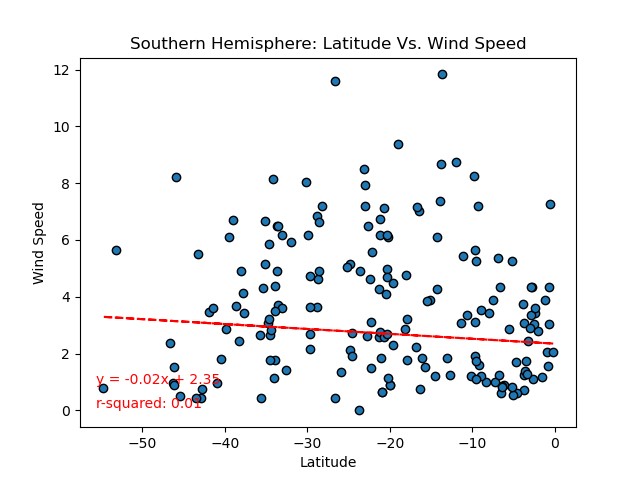 Southern Hemisphere: Latitude Vs. Wind Speed
12
10
8
6
4
2
0
Wind Speed
y = -0.02x + 2.35
r-squared: 0.01
−50
−40
−30
−20
−10
0
Latitude